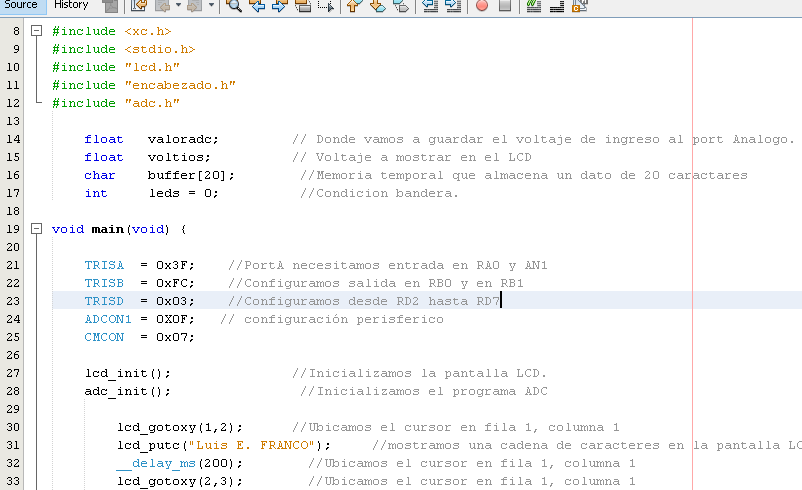 Source History
8 #include <xc.h>
9 #include <stdio.h>
10 #include "lcd.h"
11 #include "encabezado.h"
12 #include "adc.h"
13
14 float valoradc; // Donde vamos a guardar el voltaje de ingreso al port Analogo.
15 float voltios; // Voltaje a mostrar en el LCD
16 char buffer[20]; //Memoria temporal que almacena un dato de 20 caractares
17 int leds = 0; //Condicion bandera.
18
19 void main(void) {
20
21 TRISA = 0x3F; //PortA necesitamos entrada en RA0 y AN1
22 TRISB = 0xFC; //Configuramos salida en RB0 y en RB1
23 TRISD = 0x03; //Configuramos desde RD2 hasta RD7
24 ADCON1 = 0X0F; // configuración perisferico
25 CMCON = 0x07;
26
27 lcd_init(); //Inicializamos la pantalla LCD.
28 adc_init(); //Inicializamos el programa ADC
29
30 lcd_gotoxy(1,2); //Ubicamos el cursor en fila 1, columna 1
31 lcd_putc("Luis E. FRANCO"); //mostramos una cadena de caracteres en la pantalla LC
32 __delay_ms(200); //Ubicamos el cursor en fila 1, columna 1
33 lcd_gotoxy(2,3); //Ubicamos el cursor en fila 1, columna 1